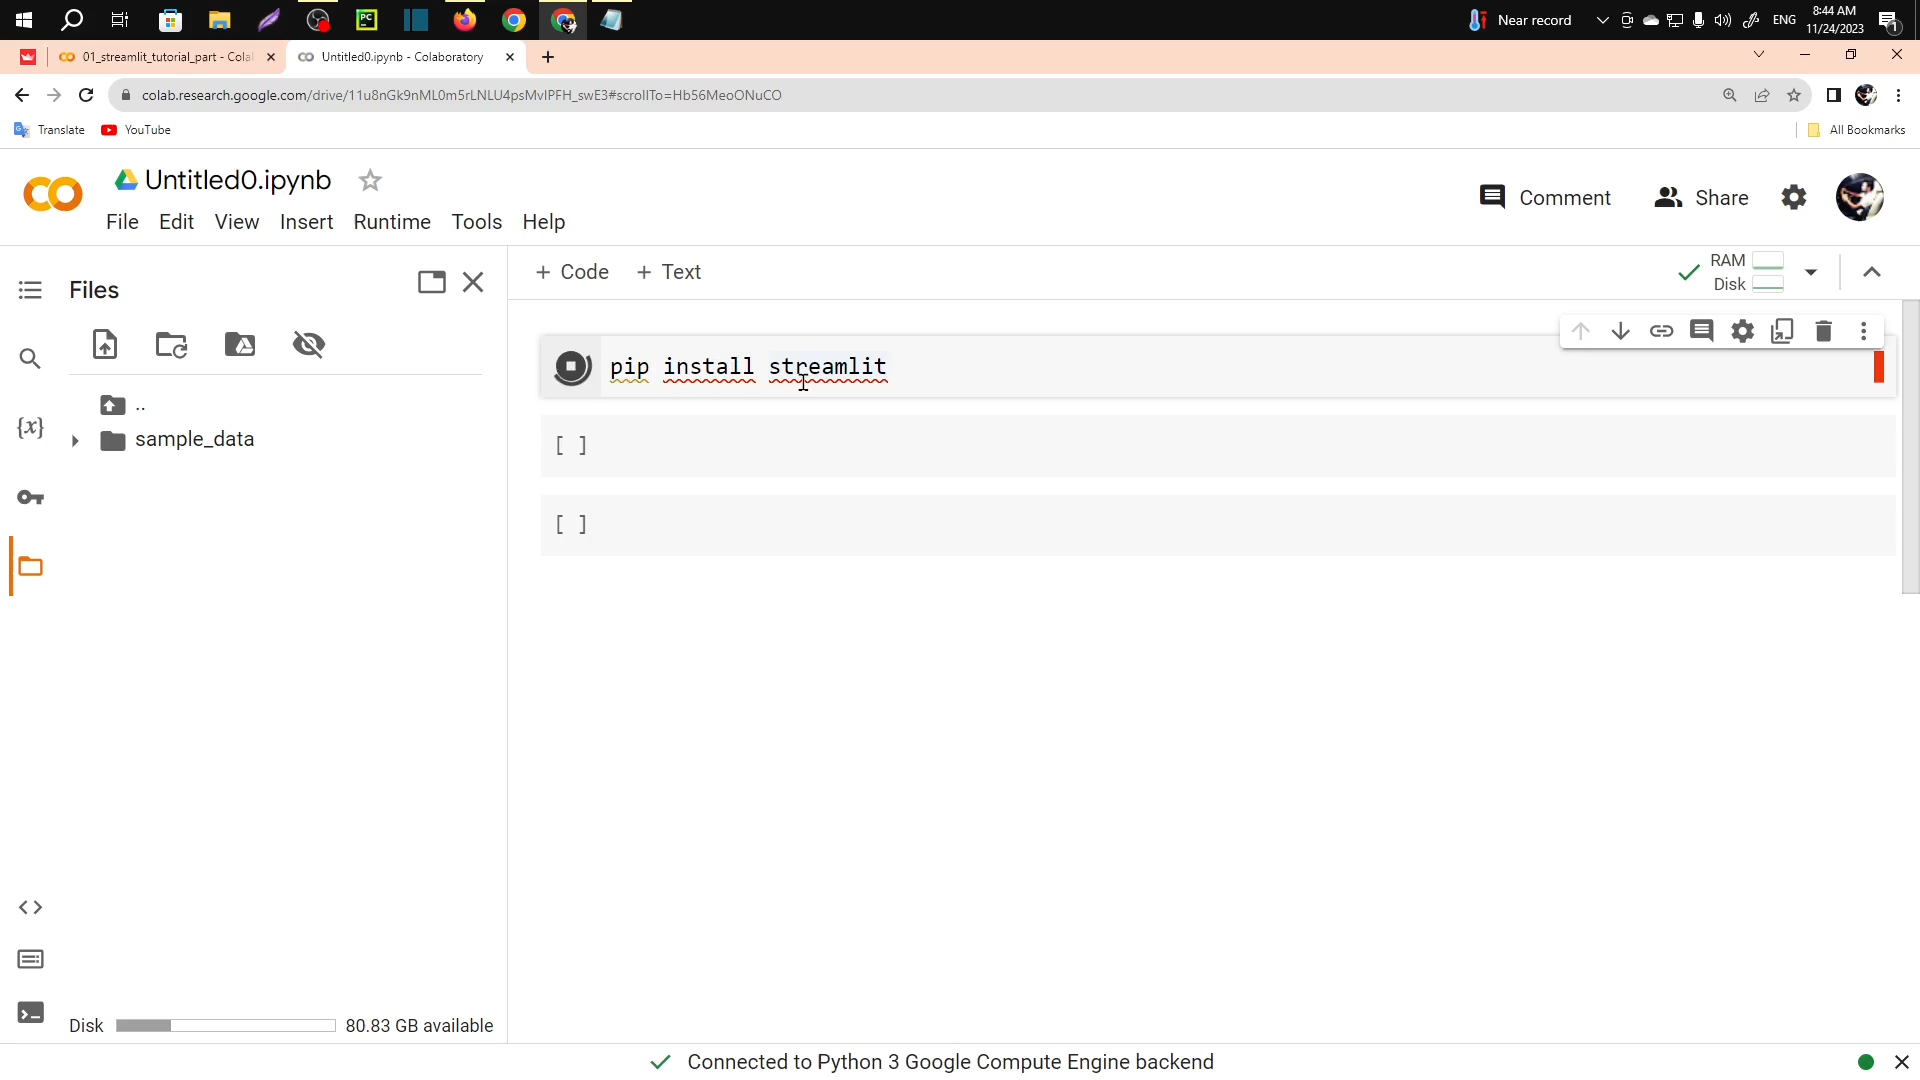 Near record
ENG
8:44 AM
11/24/2023
1
01_streamlit_tutorial_part - Cola
Untitled0.ipynb - Colaboratory
colab.research.google.com/drive/11u8nGk9nML0m5rLNLU4psMvIPFH_swE3#scrollTo=Hb56MeoONuCO
Translate
YouTube
All Bookmarks
Untitled0.ipynb
Comment
Share
File Edit View Insert Runtime Tools Help
Files
+ Code + Text
RAM
Disk
pip install streamlit
..
{x}
sample_data
[ ]
[ ]
Disk
80.83 GB available
Connected to Python 3 Google Compute Engine backend